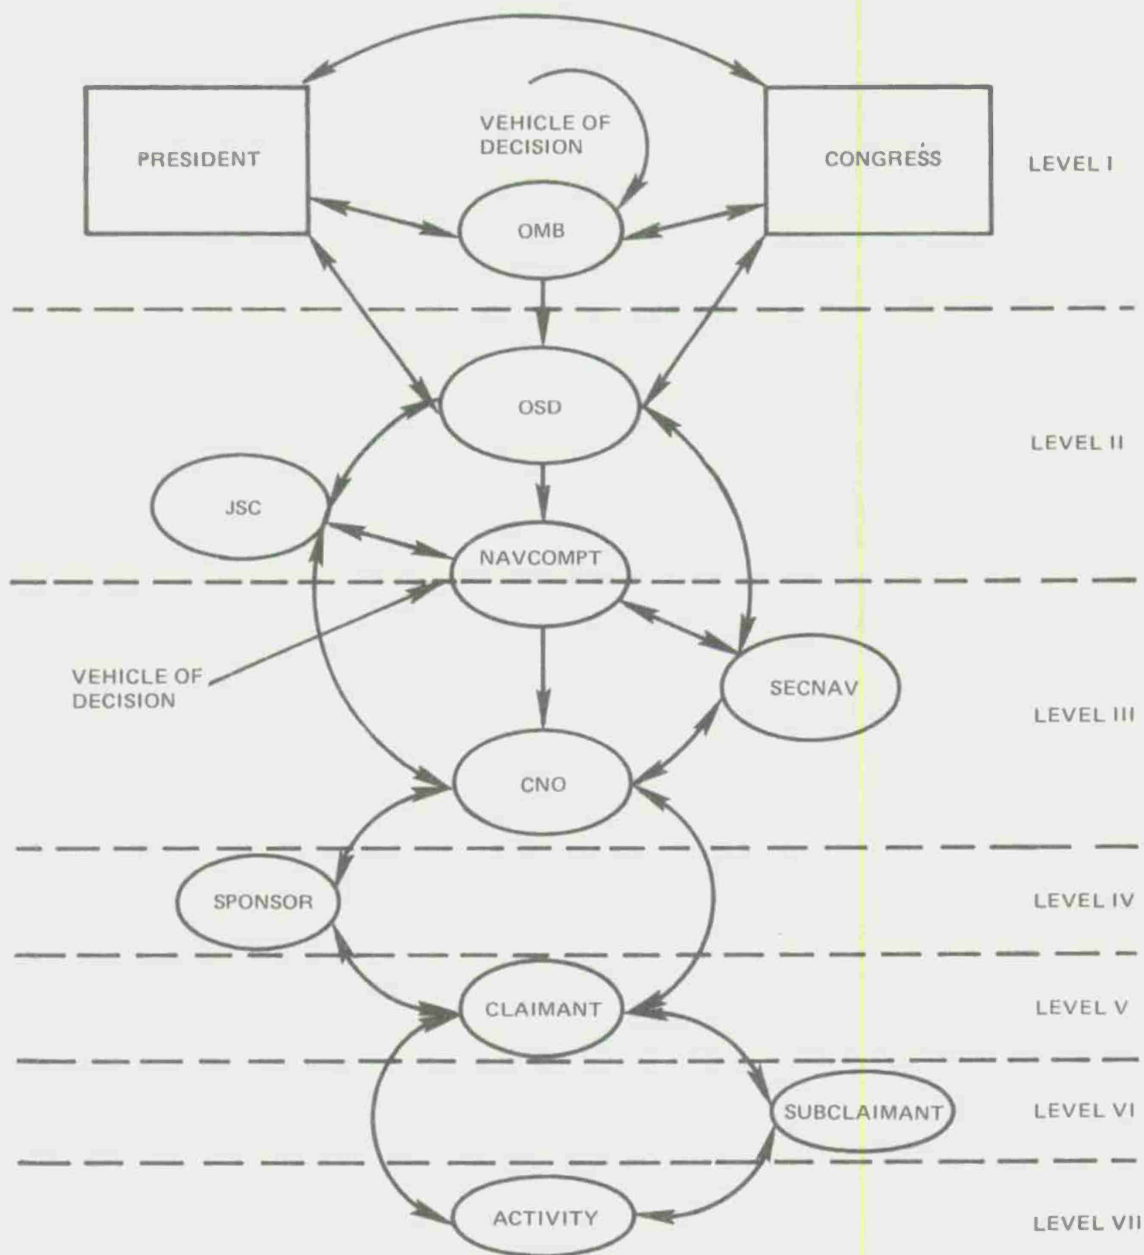 VEHICLE OF
DECISION
PRESIDENT
CONGRESS
LEVEL I
OMB
OSD
LEVEL II
JSC
NAVCOMPT
VEHICLE OF
DECISION
SECNAV
LEVEL III
CNO
SPONSOR
LEVEL IV
CLAIMANT
LEVEL V
SUBCLAIMANT
LEVEL VI
ACTIVITY
LEVEL VII